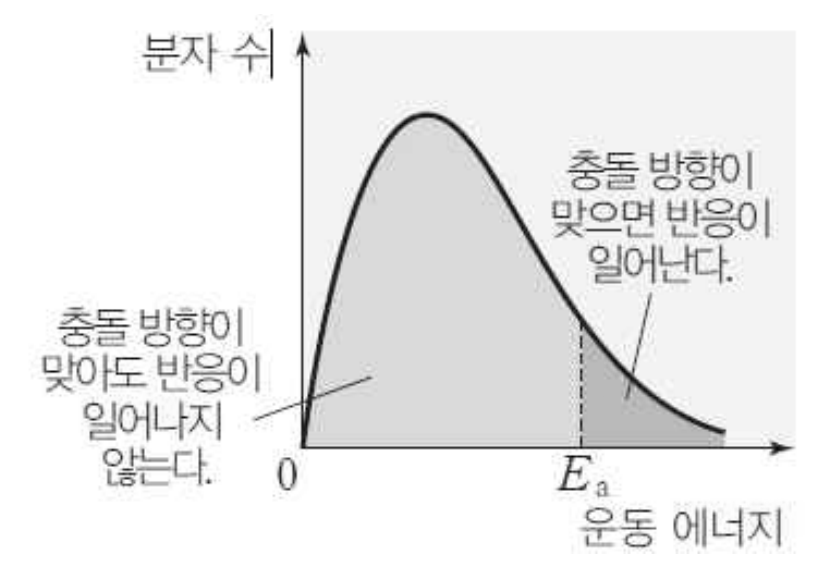 분자 수
충돌 방향이
맞으면 반응이
일어난다.
충돌 방향이
맞아도 반응이
일어나지
않는다.
0
Ea
운동 에너지